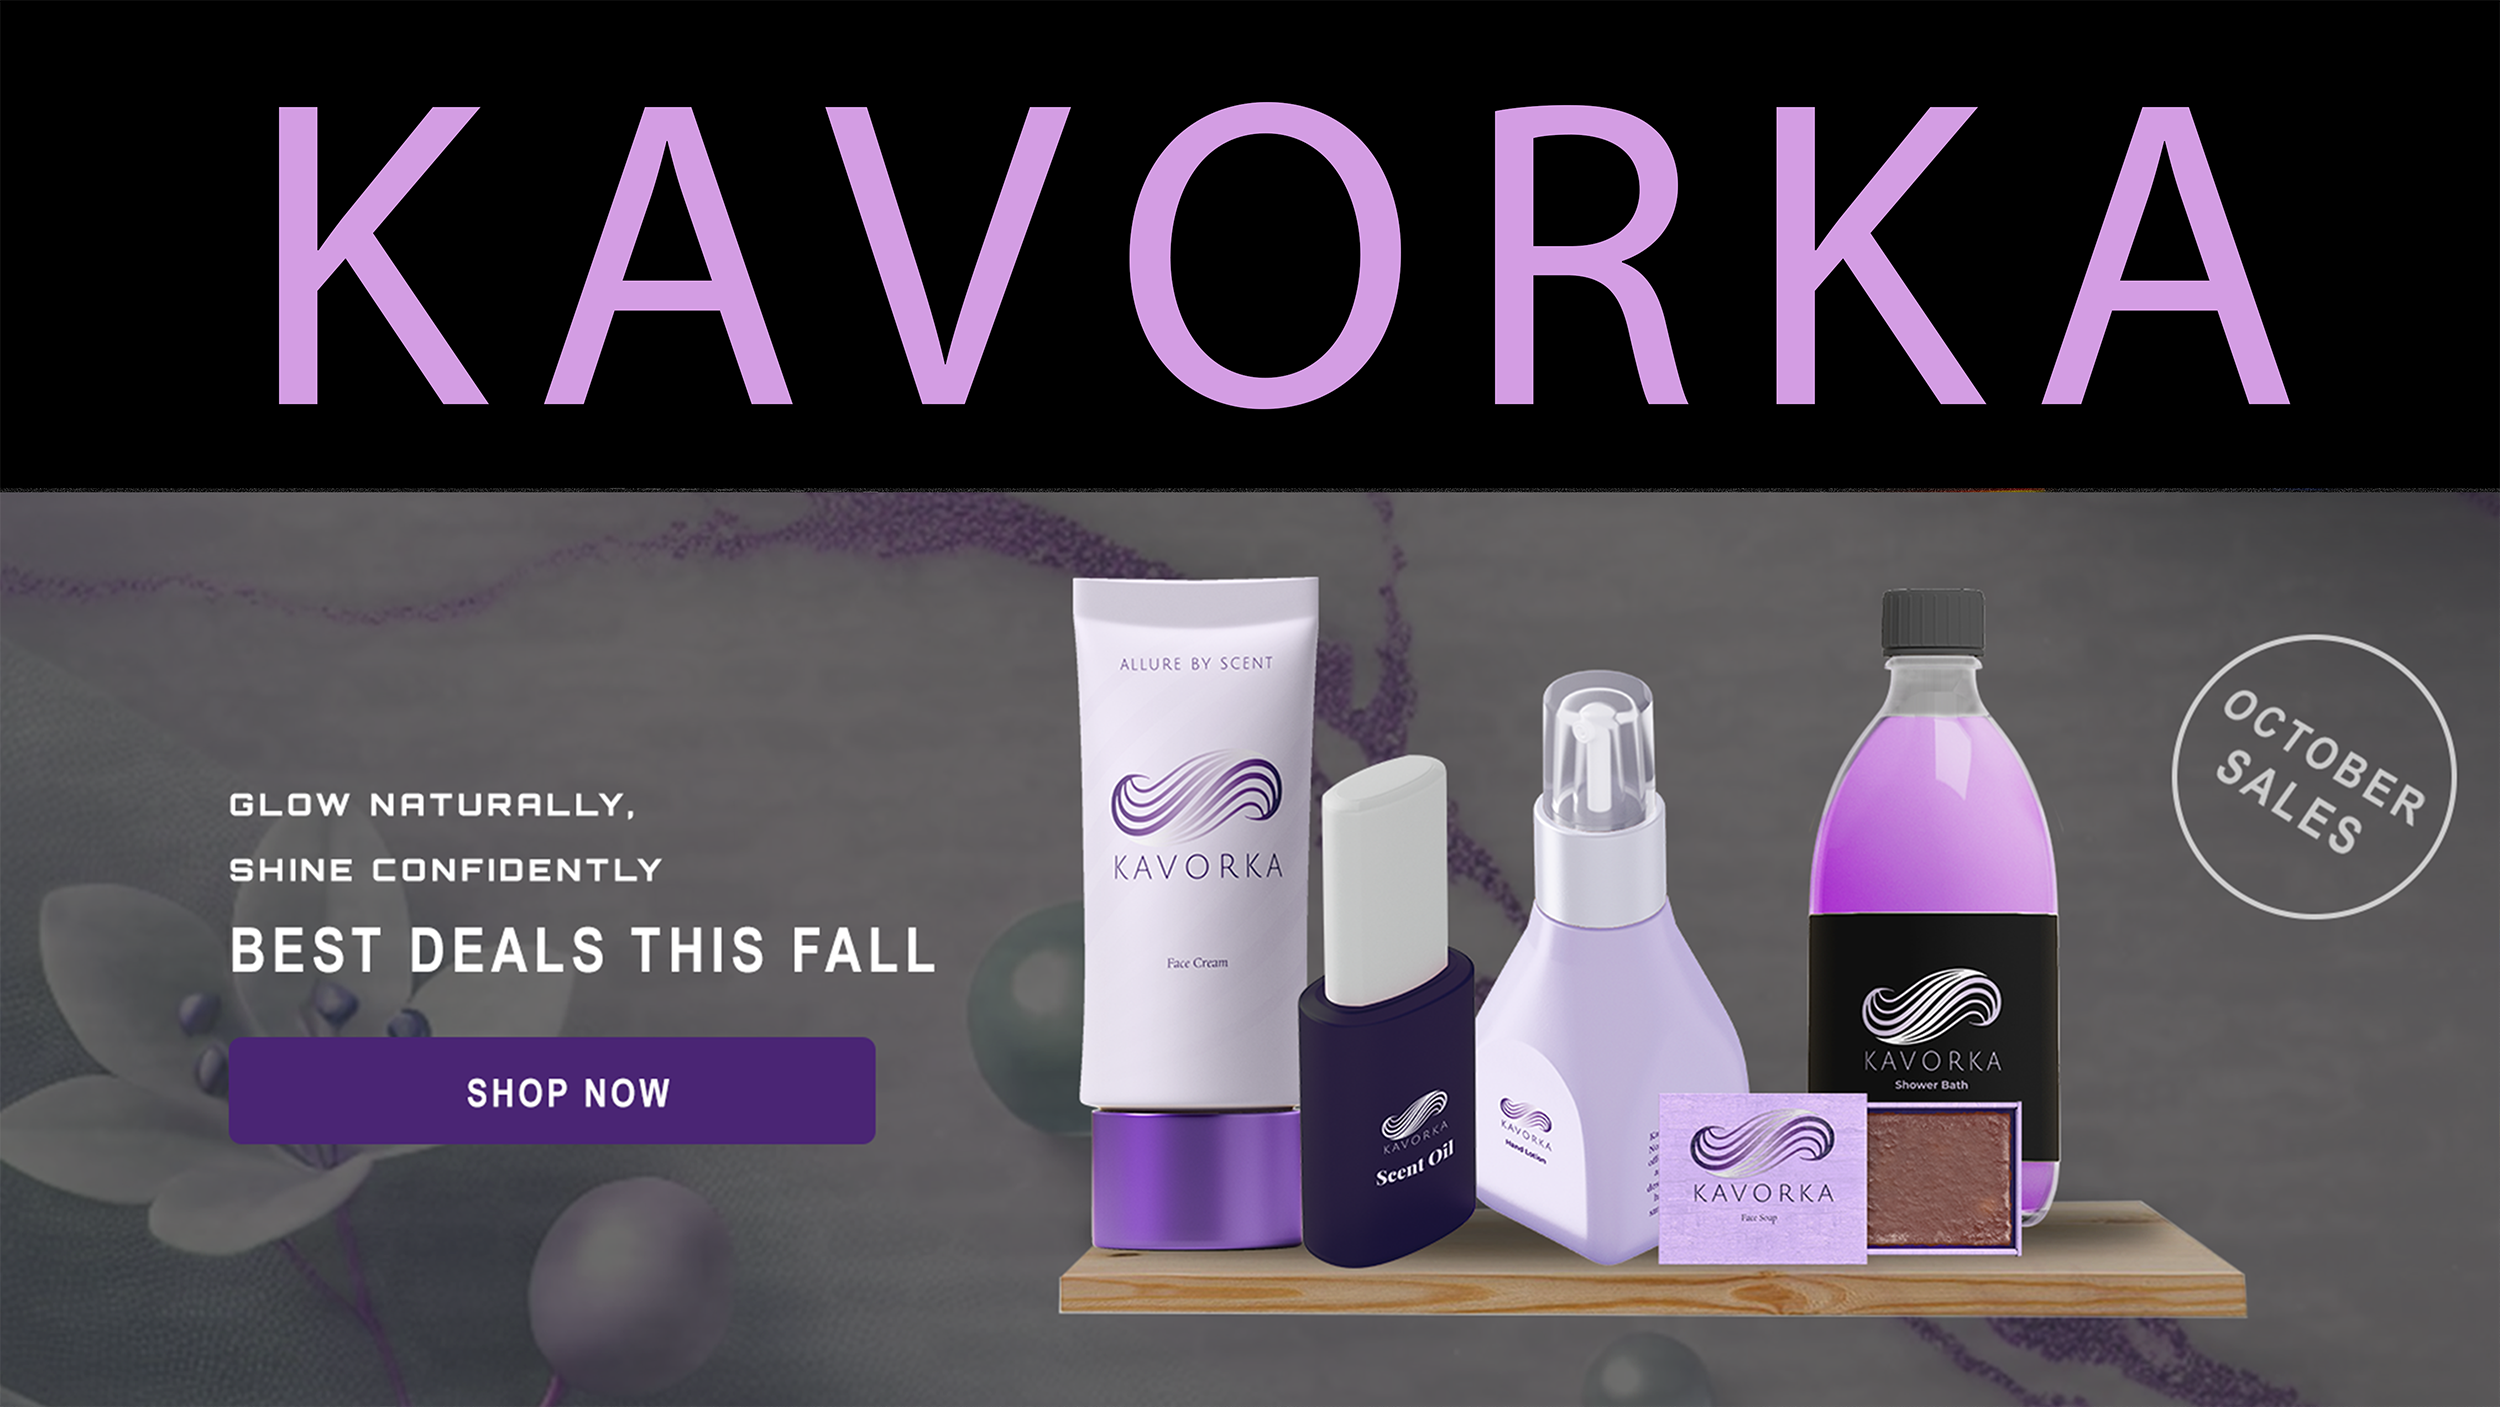 KAVORKA
GLOW NATURALLY,
SHINE CONFIDENTLY
BEST DEALS THIS FALL
SHOP NOW
ALLURE BY SCENT
KAVORKA
Face Cream
KAVORKA
Scent Oil
KAVORKA
Hand Lotion
KAVORKA
Face Soap
KAVORKA
Shower Bath
OCTOBER
SALES